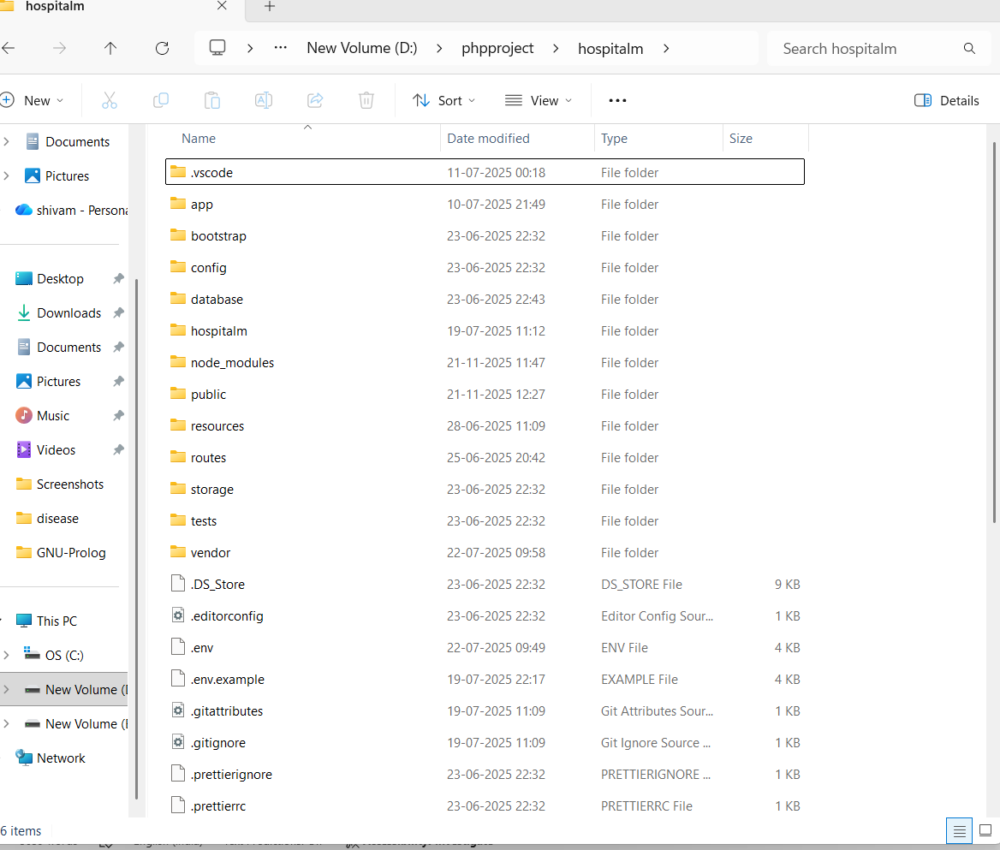 hospitalm
New Volume (D:) phpproject hospitalm Search hospitalm
New Sort View Details
Documents
Pictures
shivam - Persona
Desktop
Downloads
Documents
Pictures
Music
Videos
Screenshots
disease
GNU-Prolog
This PC
OS (C:)
New Volume (
New Volume (
Network
Name Date modified Type Size
.vscode 11-07-2025 00:18 File folder
app 10-07-2025 21:49 File folder
bootstrap 23-06-2025 22:32 File folder
config 23-06-2025 22:32 File folder
database 23-06-2025 22:43 File folder
hospitalm 19-07-2025 11:12 File folder
node_modules 21-11-2025 11:47 File folder
public 21-11-2025 12:27 File folder
resources 28-06-2025 11:09 File folder
routes 25-06-2025 20:42 File folder
storage 23-06-2025 22:32 File folder
tests 23-06-2025 22:32 File folder
vendor 22-07-2025 09:58 File folder
.DS_Store 23-06-2025 22:32 DS_STORE File 9 KB
.editorconfig 23-06-2025 22:32 Editor Config Sour... 1 KB
.env 22-07-2025 09:49 ENV File 4 KB
.env.example 19-07-2025 22:17 EXAMPLE File 4 KB
.gitattributes 19-07-2025 11:09 Git Attributes Sour... 1 KB
.gitignore 19-07-2025 11:09 Git Ignore Source ... 1 KB
.prettierignore 23-06-2025 22:32 PRETTIERIGNORE ... 1 KB
.prettierrc 23-06-2025 22:32 PRETTIERRC File 1 KB
6 items